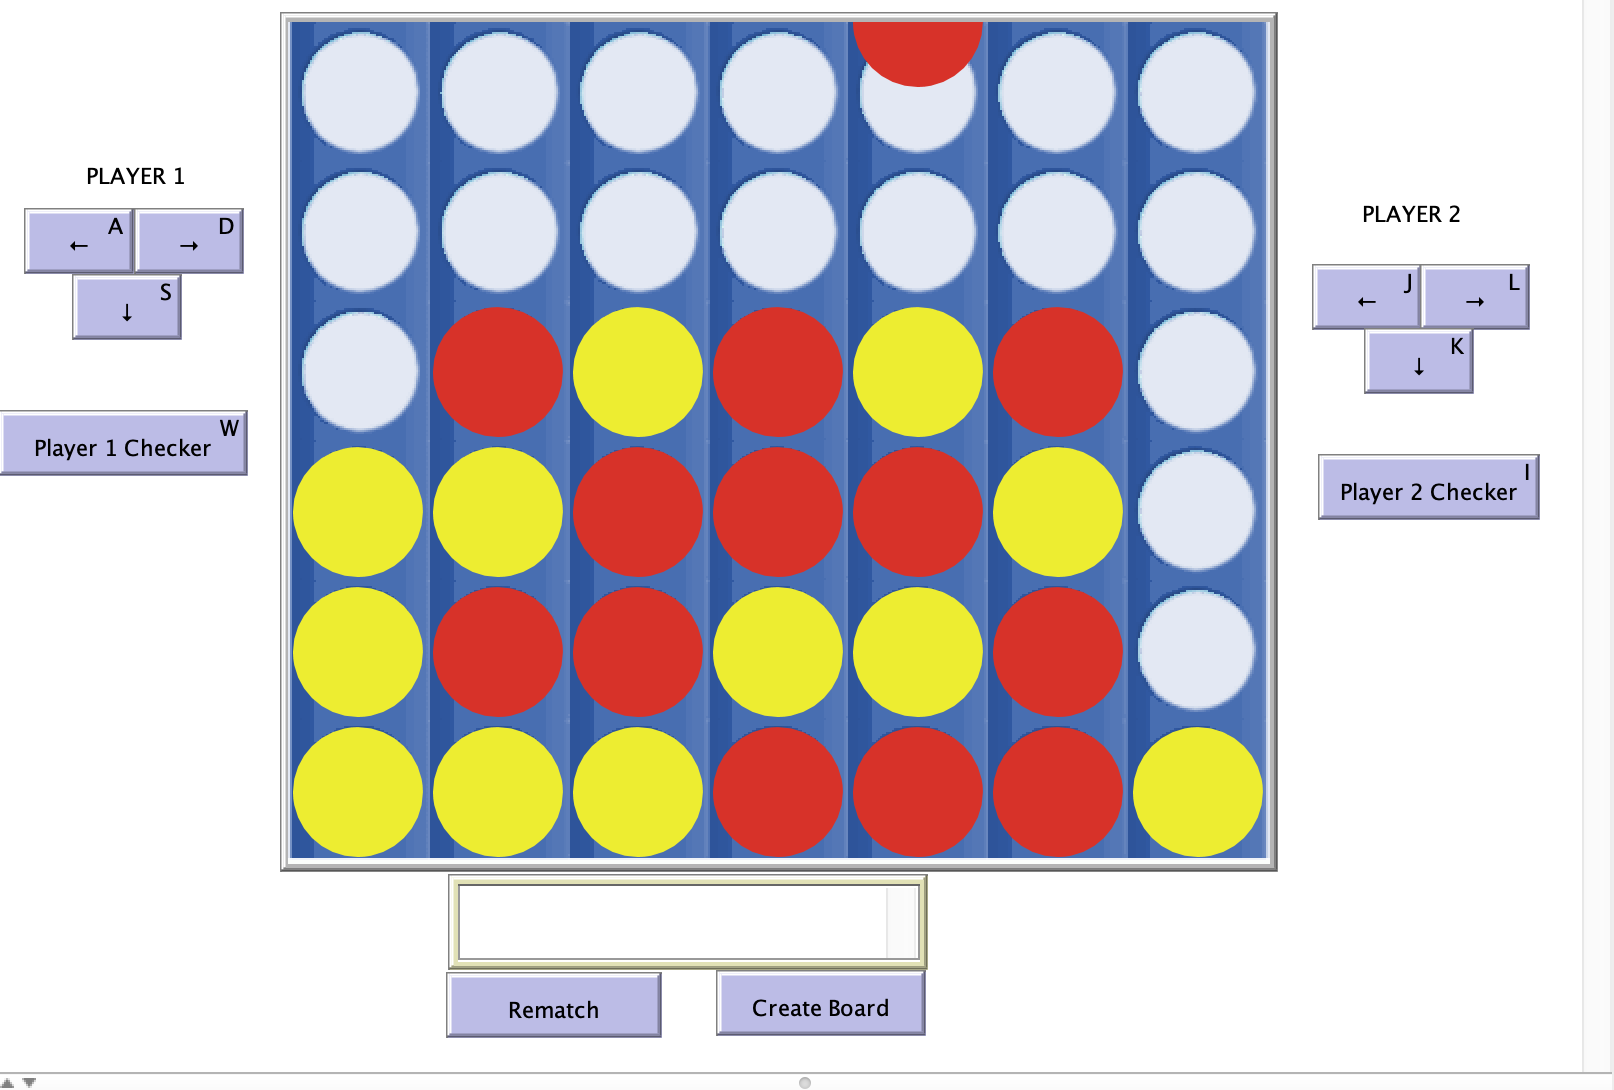 PLAYER 1
A
←
D
→
S
↓
W
Player 1 Checker
PLAYER 2
J
←
L
→
K
↓
I
Player 2 Checker
Rematch
Create Board